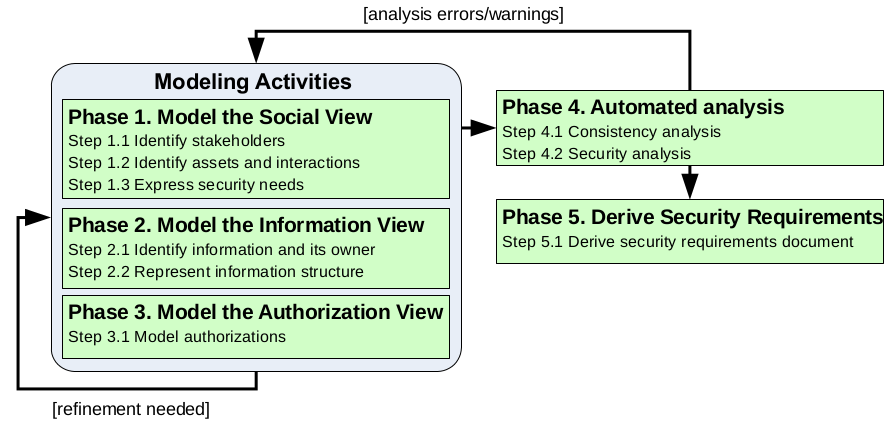 [analysis errors/warnings]
Modeling Activities
Phase 1. Model the Social View
Step 1.1 Identify stakeholders
Step 1.2 Identify assets and interactions
Step 1.3 Express security needs
Phase 2. Model the Information View
Step 2.1 Identify information and its owner
Step 2.2 Represent information structure
Phase 3. Model the Authorization View
Step 3.1 Model authorizations
[refinement needed]
Phase 4. Automated analysis
Step 4.1 Consistency analysis
Step 4.2 Security analysis
Phase 5. Derive Security Requirements
Step 5.1 Derive security requirements document